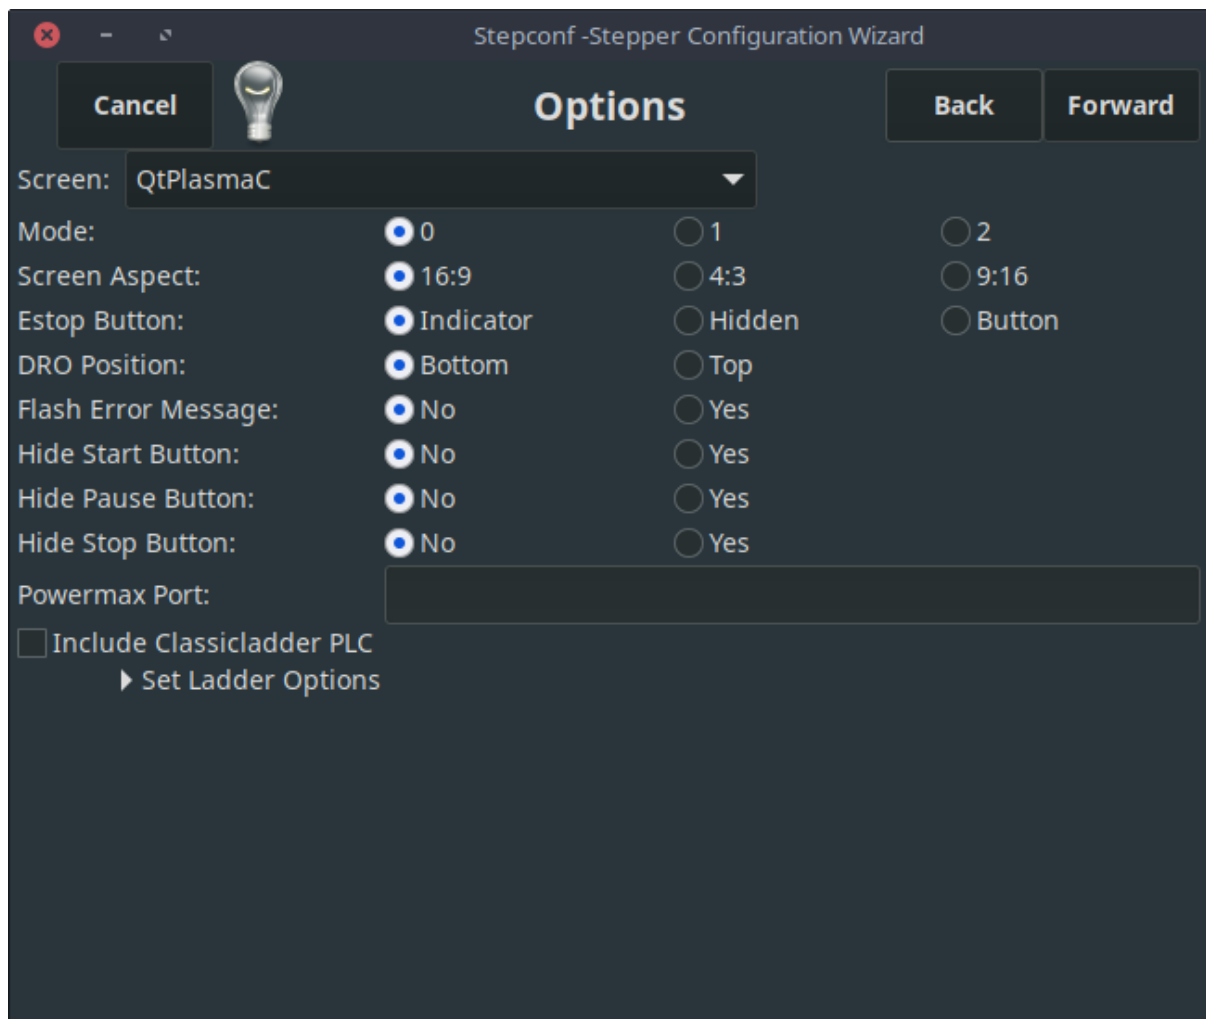 Stepconf -Stepper Configuration Wizard
Cancel Options Back Forward
Screen: QtPlasmaC
Mode: 0 1 2
Screen Aspect: 16:9 4:3 9:16
Estop Button: Indicator Hidden Button
DRO Position: Bottom Top
Flash Error Message: No Yes
Hide Start Button: No Yes
Hide Pause Button: No Yes
Hide Stop Button: No Yes
Powermax Port:
Include Classicladder PLC
Set Ladder Options